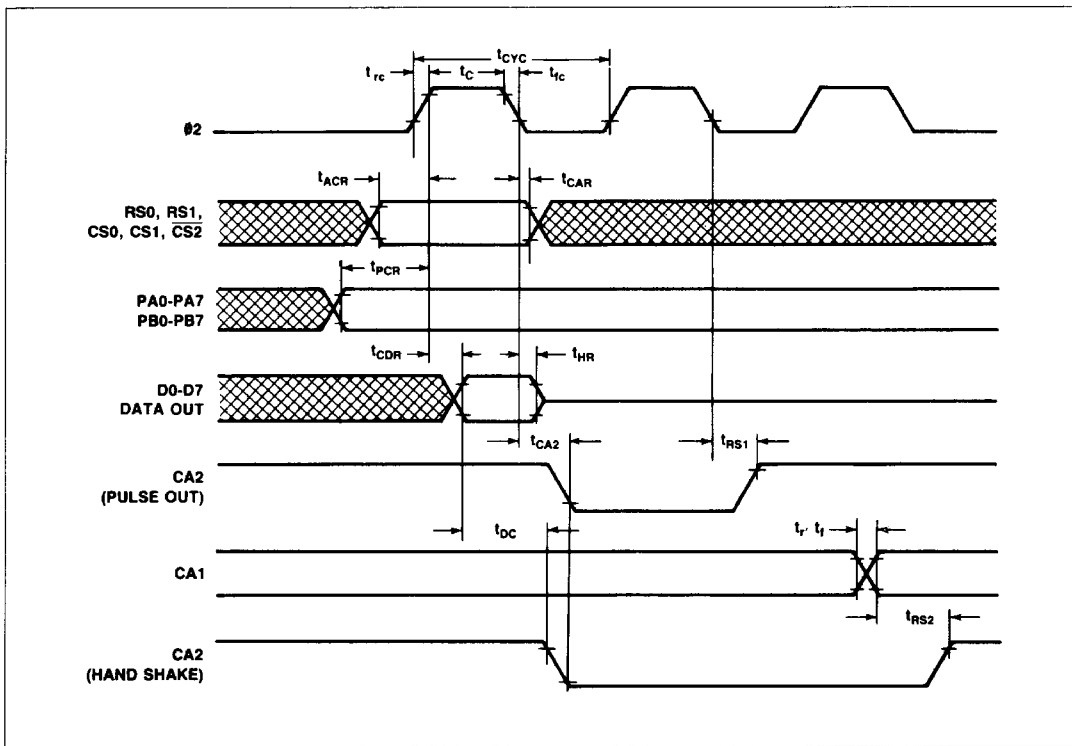 tCYC
trc tC tfc
ø2
tACR tCAR
RS0, RS1,
CS0, CS1, CS2
tPCR
PA0-PA7
PB0-PB7
tCDR tHR
D0-D7
DATA OUT
tCA2 tRS1
CA2
(PULSE OUT)
tDC tr, tf
CA1
tRS2
CA2
(HAND SHAKE)